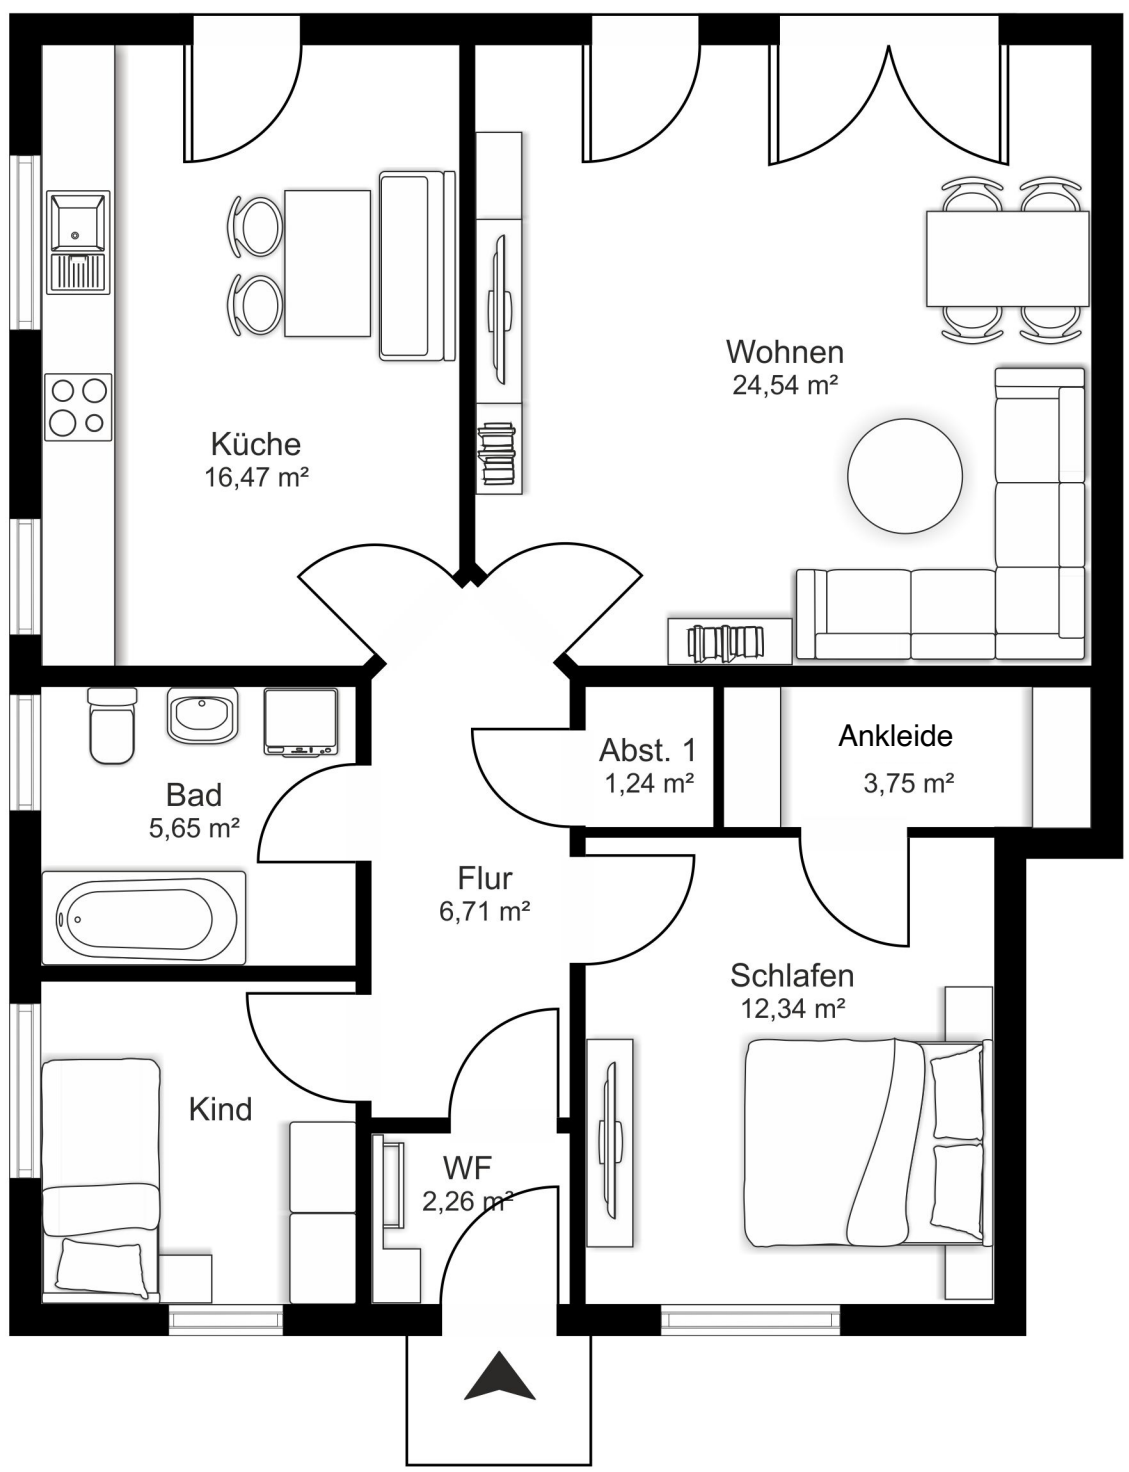 Wohnen
24,54 m²
Küche
16,47 m²
Abst. 1
1,24 m²
Ankleide
3,75 m²
Bad
5,65 m²
Flur
6,71 m²
Schlafen
12,34 m²
Kind
WF
2,26 m²